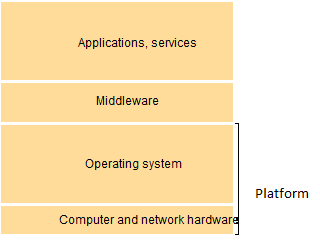 Applications, services
Middleware
Operating system
Platform
Computer and network hardware